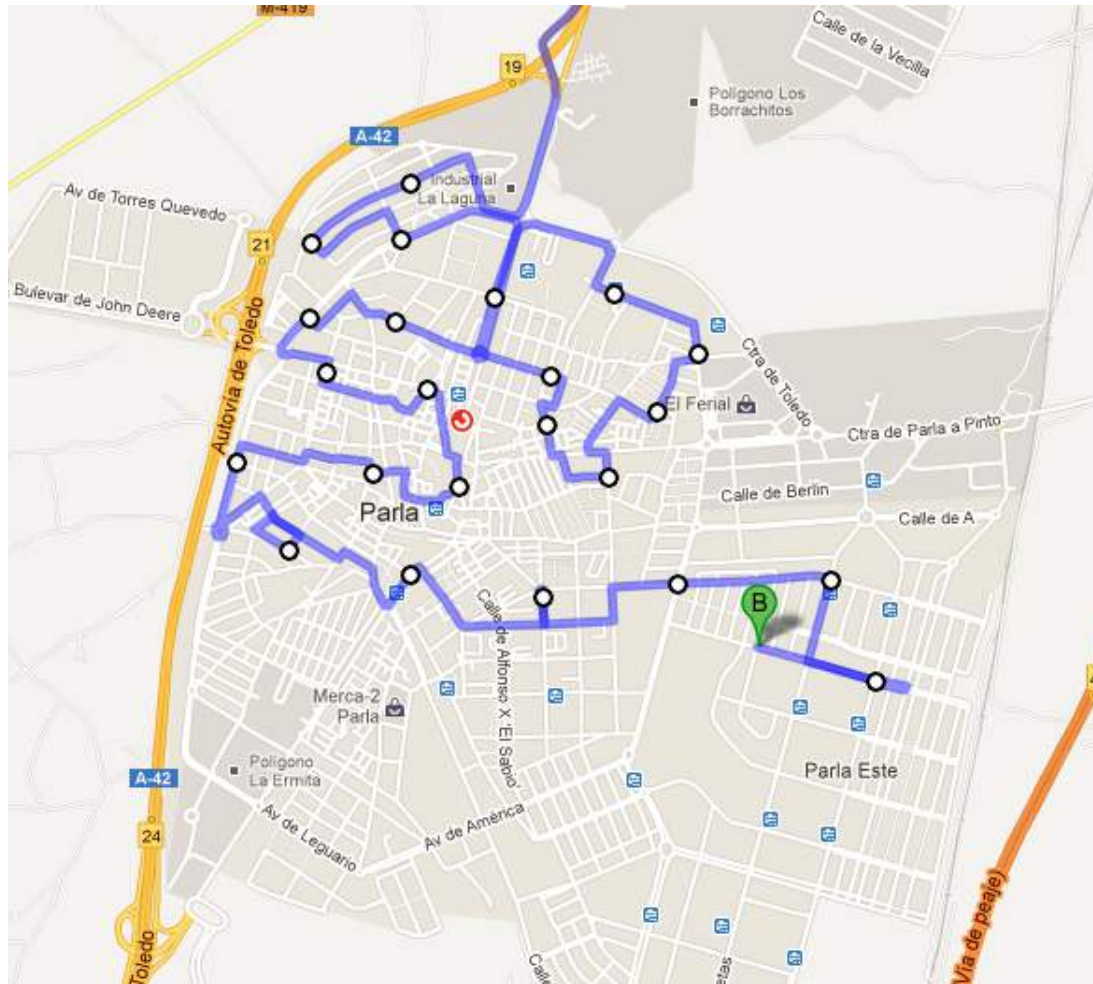 M-419
Calle de la Vecilla
19
Polígono Los
Borrachitos
A-42
Industrial
La Laguna
Av de Torres Quevedo
21
Bulevar de John Deere
Autovía de Toledo
Ctra de Toledo
El Ferial
Ctra de Parla a Pinto
Calle de Berlín
Calle de A
Parla
B
Calle de Alfonso X 'El Sabio'
Merca-2
Parla
Polígono
La Ermita
A-42
Parla Este
24
Av de América
Av de Leguario
Vía de peaje)
Toledo
Calle
etas